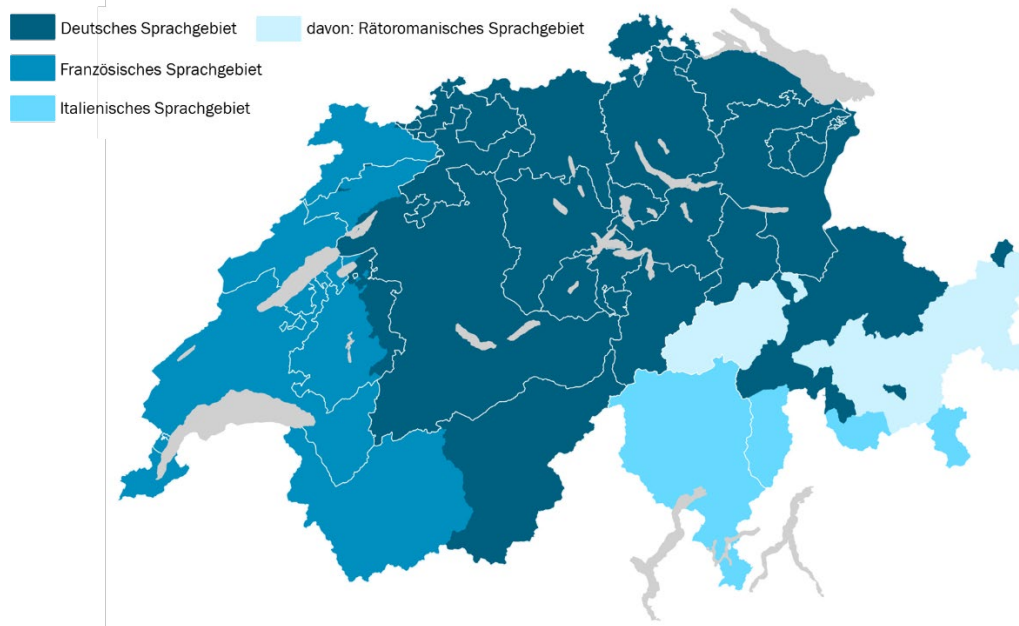 Deutsches Sprachgebiet
davon: Rätoromanisches Sprachgebiet
Französisches Sprachgebiet
Italienisches Sprachgebiet